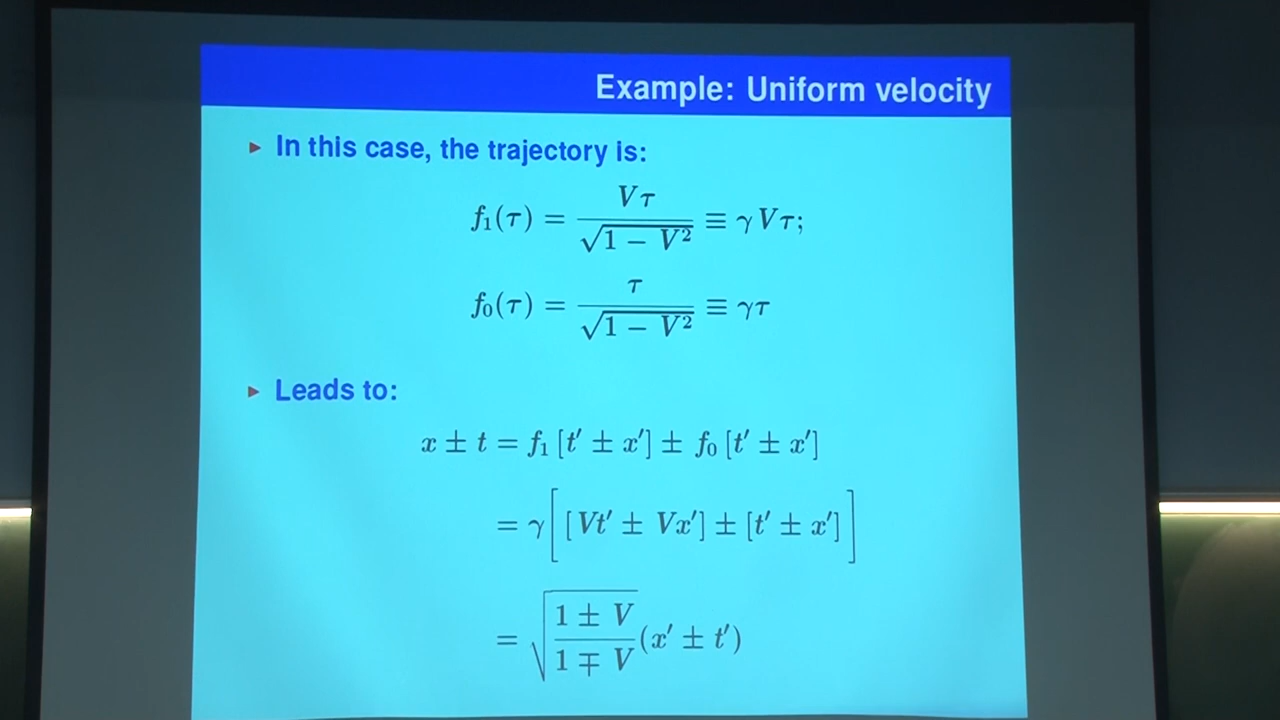 Example: Uniform velocity
▸ In this case, the trajectory is:
f₁(τ) = Vτ / √(1 − V²) ≡ γVτ;
f₀(τ) = τ / √(1 − V²) ≡ γτ
▸ Leads to:
x ± t = f₁ [t′ ± x′] ± f₀ [t′ ± x′]
= γ[ [Vt′ ± Vx′] ± [t′ ± x′] ]
= √((1 ± V) / (1 ∓ V)) (x′ ± t′)